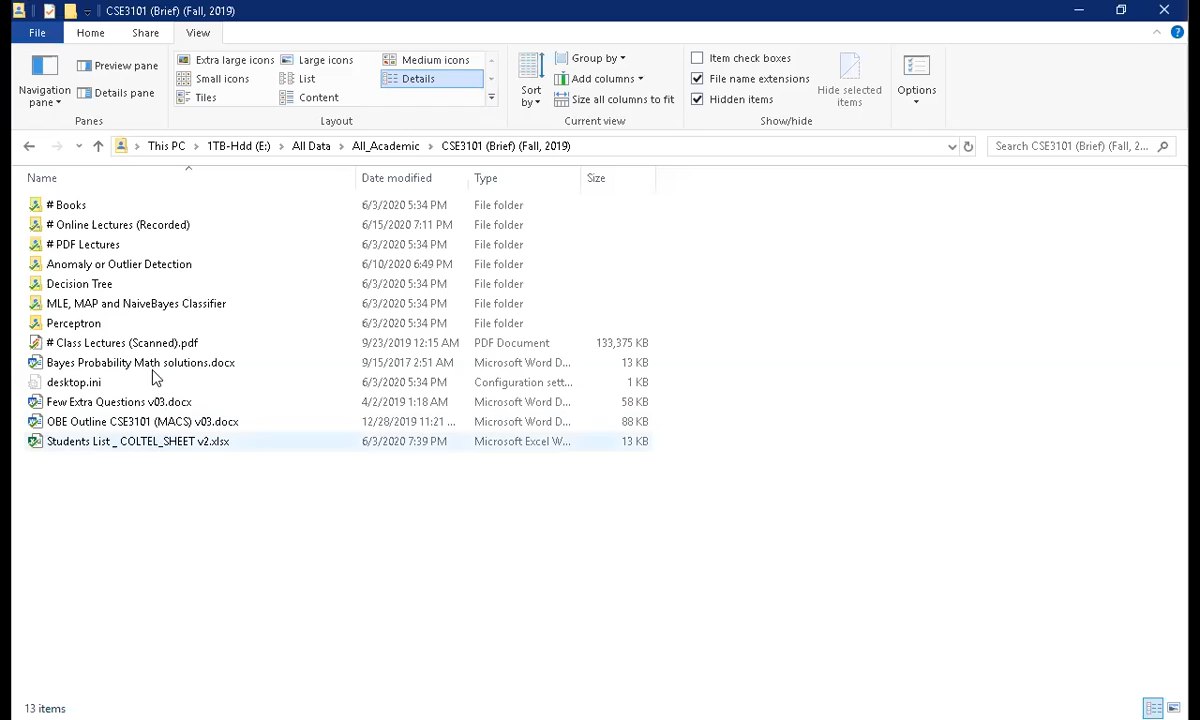 CSE3101 (Brief) (Fall, 2019)
File Home Share View
Navigation pane
Preview pane
Details pane
Panes
Extra large icons Large icons Medium icons
Small icons List Details
Tiles Content
Layout
Sort by
Group by
Add columns
Size all columns to fit
Current view
Item check boxes
File name extensions
Hidden items
Hide selected items
Show/hide
Options
This PC 1TB-Hdd (E:) All Data All_Academic CSE3101 (Brief) (Fall, 2019)
Search CSE3101 (Brief) (Fall, 2...
Name Date modified Type Size
# Books 6/3/2020 5:34 PM File folder
# Online Lectures (Recorded) 6/15/2020 7:11 PM File folder
# PDF Lectures 6/3/2020 5:34 PM File folder
Anomaly or Outlier Detection 6/10/2020 6:49 PM File folder
Decision Tree 6/3/2020 5:34 PM File folder
MLE, MAP and NaiveBayes Classifier 6/3/2020 5:34 PM File folder
Perceptron 6/3/2020 5:34 PM File folder
# Class Lectures (Scanned).pdf 9/23/2019 12:15 AM PDF Document 133,375 KB
Bayes Probability Math solutions.docx 9/15/2017 2:51 AM Microsoft Word D... 13 KB
desktop.ini 6/3/2020 5:34 PM Configuration sett... 1 KB
Few Extra Questions v03.docx 4/2/2019 1:18 AM Microsoft Word D... 58 KB
OBE Outline CSE3101 (MACS) v03.docx 12/28/2019 11:21 ... Microsoft Word D... 88 KB
Students List _ COLTEL_SHEET v2.xlsx 6/3/2020 7:39 PM Microsoft Excel W... 13 KB
13 items